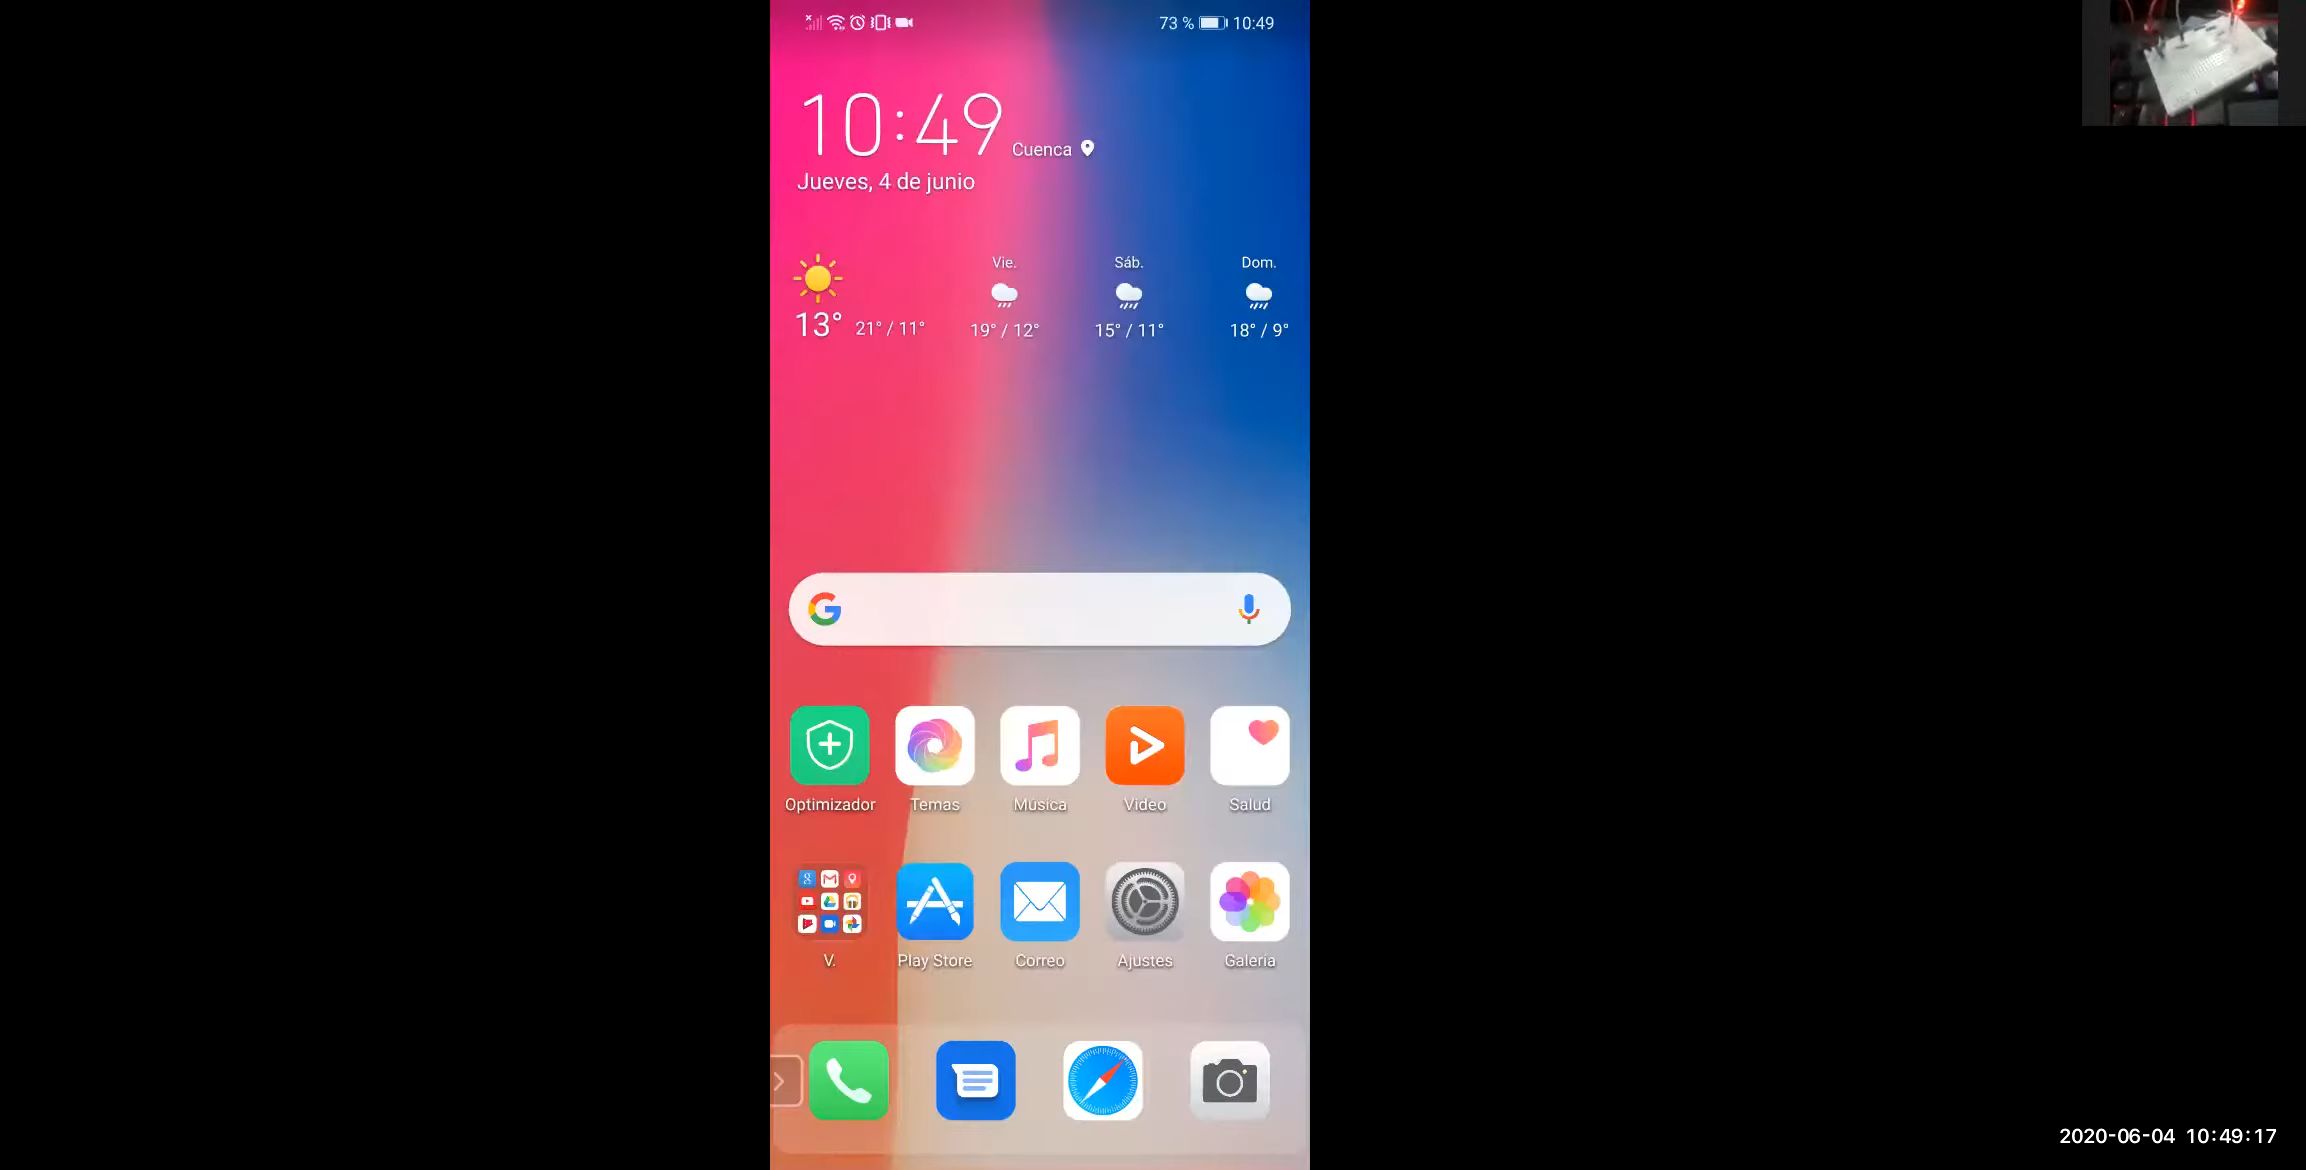 73 % 10:49
10:49 Cuenca
Jueves, 4 de junio
Vie. Sáb. Dom.
13° 21° / 11° 19° / 12° 15° / 11° 18° / 9°
Optimizador Temas Música Video Salud
V. Play Store Correo Ajustes Galería
2020-06-04 10:49:17